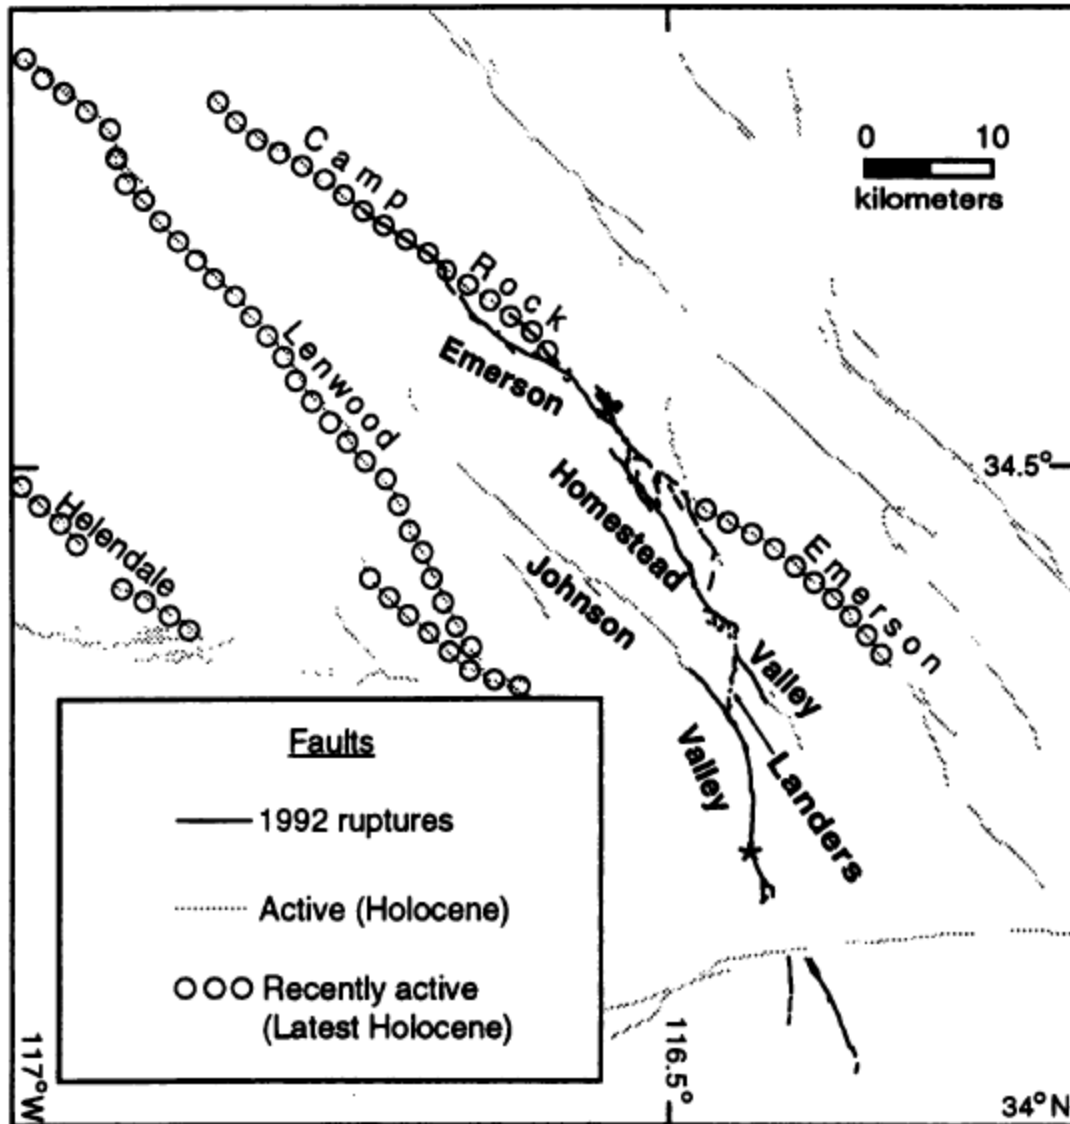 0 10
kilometers
Camp
Rock
Emerson
Lenwood
34.5°
Homestead
Helendale
Johnson
Emerson
Valley
Valley
Landers
Faults
1992 ruptures
Active (Holocene)
Recently active
(Latest Holocene)
117°W
116.5°
34°N